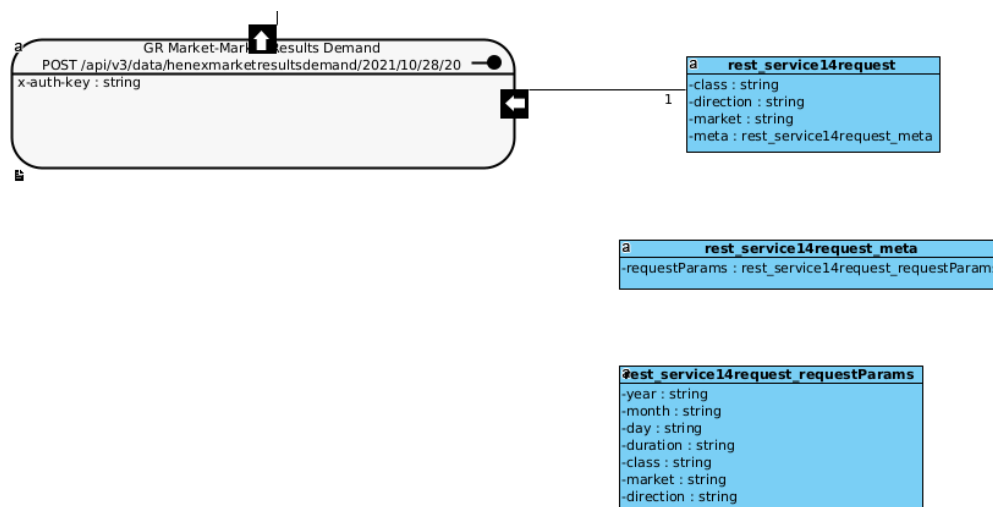 a
GR Market-Mar Results Demand
POST /api/v3/data/henexmarketresultsdemand/2021/10/28/20
x-auth-key : string
1
a
rest_service14request
-class : string
-direction : string
-market : string
-meta : rest_service14request_meta
a
rest_service14request_meta
-requestParams : rest_service14request_requestParams
a
rest_service14request_requestParams
-year : string
-month : string
-day : string
-duration : string
-class : string
-market : string
-direction : string